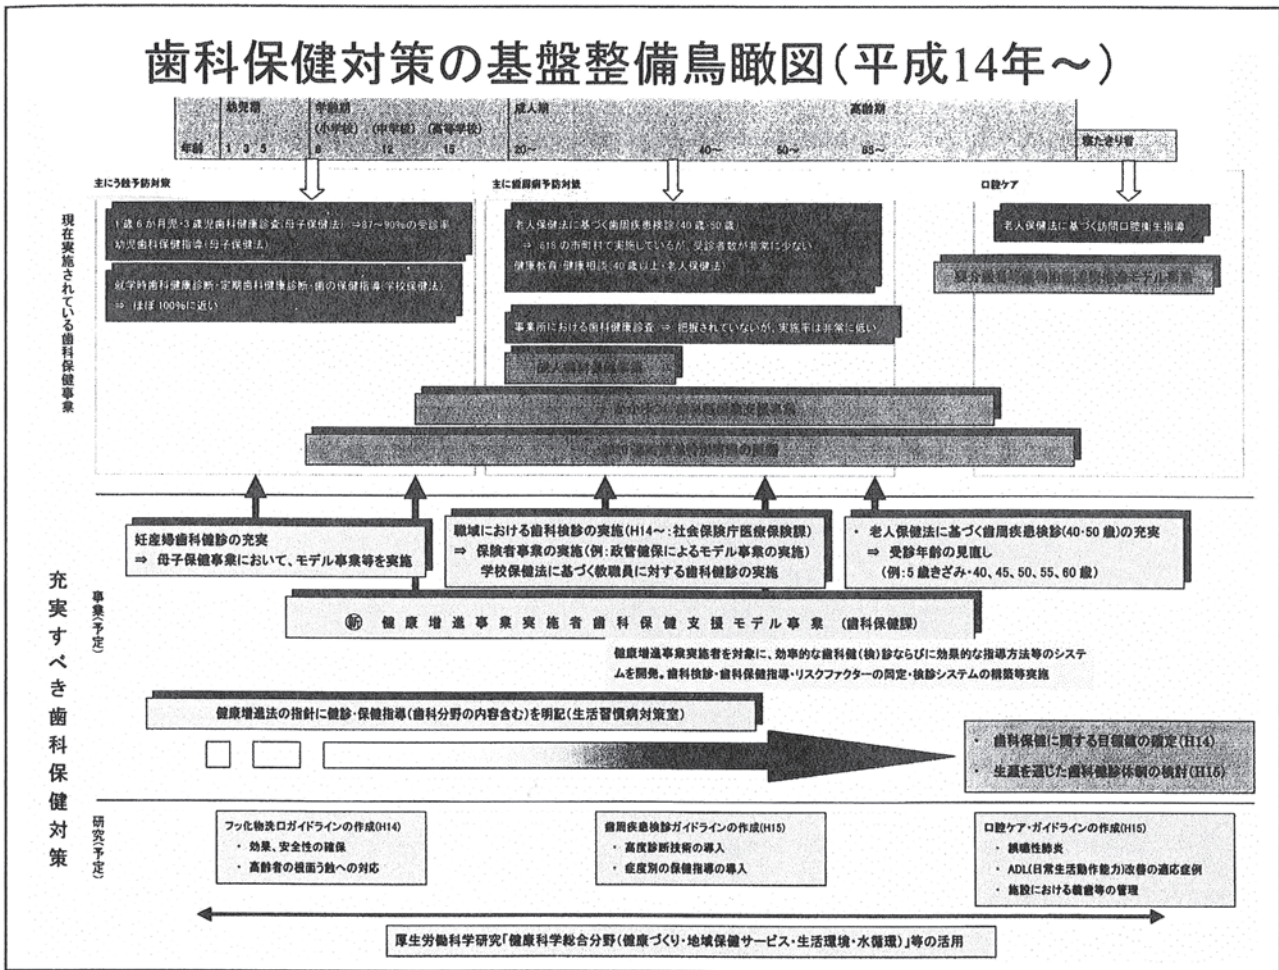 歯科保健対策の基盤整備鳥瞰図(平成14年～)
幼児期 学齢期 成人期 高齢期
(小学校) (中学校) (高等学校)
年齢 1 3 5 6 12 15 20～ 40～ 50～ 65～
寝たきり者
主にう蝕予防対策
主に歯周病予防対策
口腔ケア
現在実施されている歯科保健事業
1歳6か月児・3歳児歯科健康診査(母子保健法) ⇒87～90%の受診率
幼児歯科保健指導(母子保健法)
就学時歯科健康診断・定期歯科健康診断・歯の保健指導(学校保健法)
⇒ ほぼ100%に近い
老人保健法に基づく歯周疾患検診(40歳・50歳)
⇒ 616の市町村で実施しているが、受診者数が非常に少ない
健康教育・健康相談(40歳以上・老人保健法)
事業所における歯科健康診査 ⇒ 把握されていないが、実施率は非常に低い
老人保健法に基づく訪問口腔衛生指導
充実すべき歯科保健対策
事業(予定)
妊産婦歯科健診の充実
⇒ 母子保健事業において、モデル事業等を実施
職域における歯科検診の実施(H14～:社会保険庁医療保険課)
⇒ 保険者事業の実施(例:政管健保によるモデル事業の実施)
学校保健法に基づく教職員に対する歯科健診の実施
・ 老人保健法に基づく歯周疾患検診(40・50歳)の充実
⇒ 受診年齢の見直し
(例:5歳きざみ・40、45、50、55、60歳)
㊟新 健康増進事業実施者歯科保健支援モデル事業 (歯科保健課)
健康増進事業実施者を対象に、効率的な歯科健(検)診ならびに効果的な指導方法等のシステ
ムを開発。歯科検診・歯科保健指導・リスクファクターの同定・検診システムの構築等実施
健康増進法の指針に健診・保健指導(歯科分野の内容含む)を明記(生活習慣病対策室)
・ 歯科保健に関する目標値の確定(H14)
・ 生涯を通じた歯科健診体制の検討(H15)
研究(予定)
フッ化物洗口ガイドラインの作成(H14)
・ 効果、安全性の確保
・ 高齢者の根面う蝕への対応
歯周疾患検診ガイドラインの作成(H15)
・ 高度診断技術の導入
・ 症度別の保健指導の導入
口腔ケア・ガイドラインの作成(H15)
・ 誤嚥性肺炎
・ ADL(日常生活動作能力)改善の適応症例
・ 施設における義歯等の管理
厚生労働科学研究「健康科学総合分野(健康づくり・地域保健サービス・生活環境・水循環)」等の活用